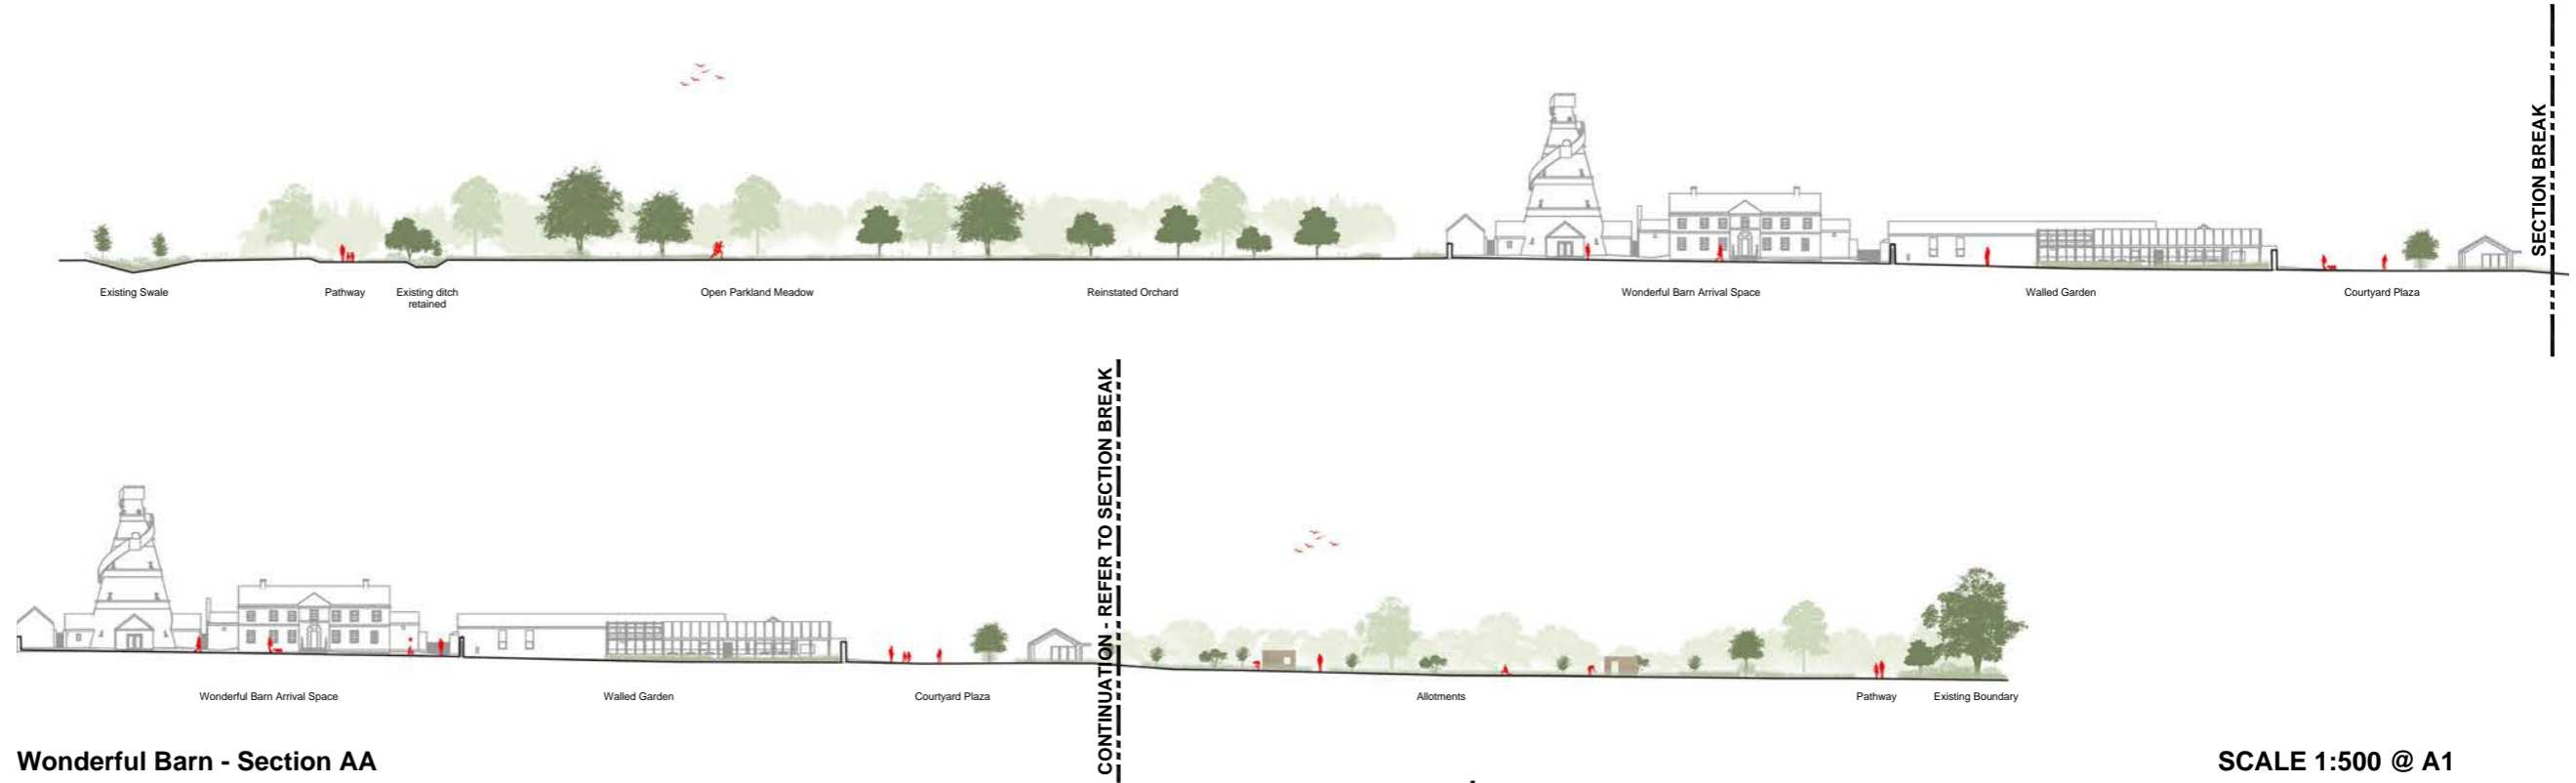 SECTION BREAK
Existing Swale
Pathway
Existing ditch
retained
Open Parkland Meadow
Reinstated Orchard
Wonderful Barn Arrival Space
Walled Garden
Courtyard Plaza
CONTINUATION - REFER TO SECTION BREAK
Wonderful Barn Arrival Space
Walled Garden
Courtyard Plaza
Allotments
Pathway
Existing Boundary
Wonderful Barn - Section AA
SCALE 1:500 @ A1